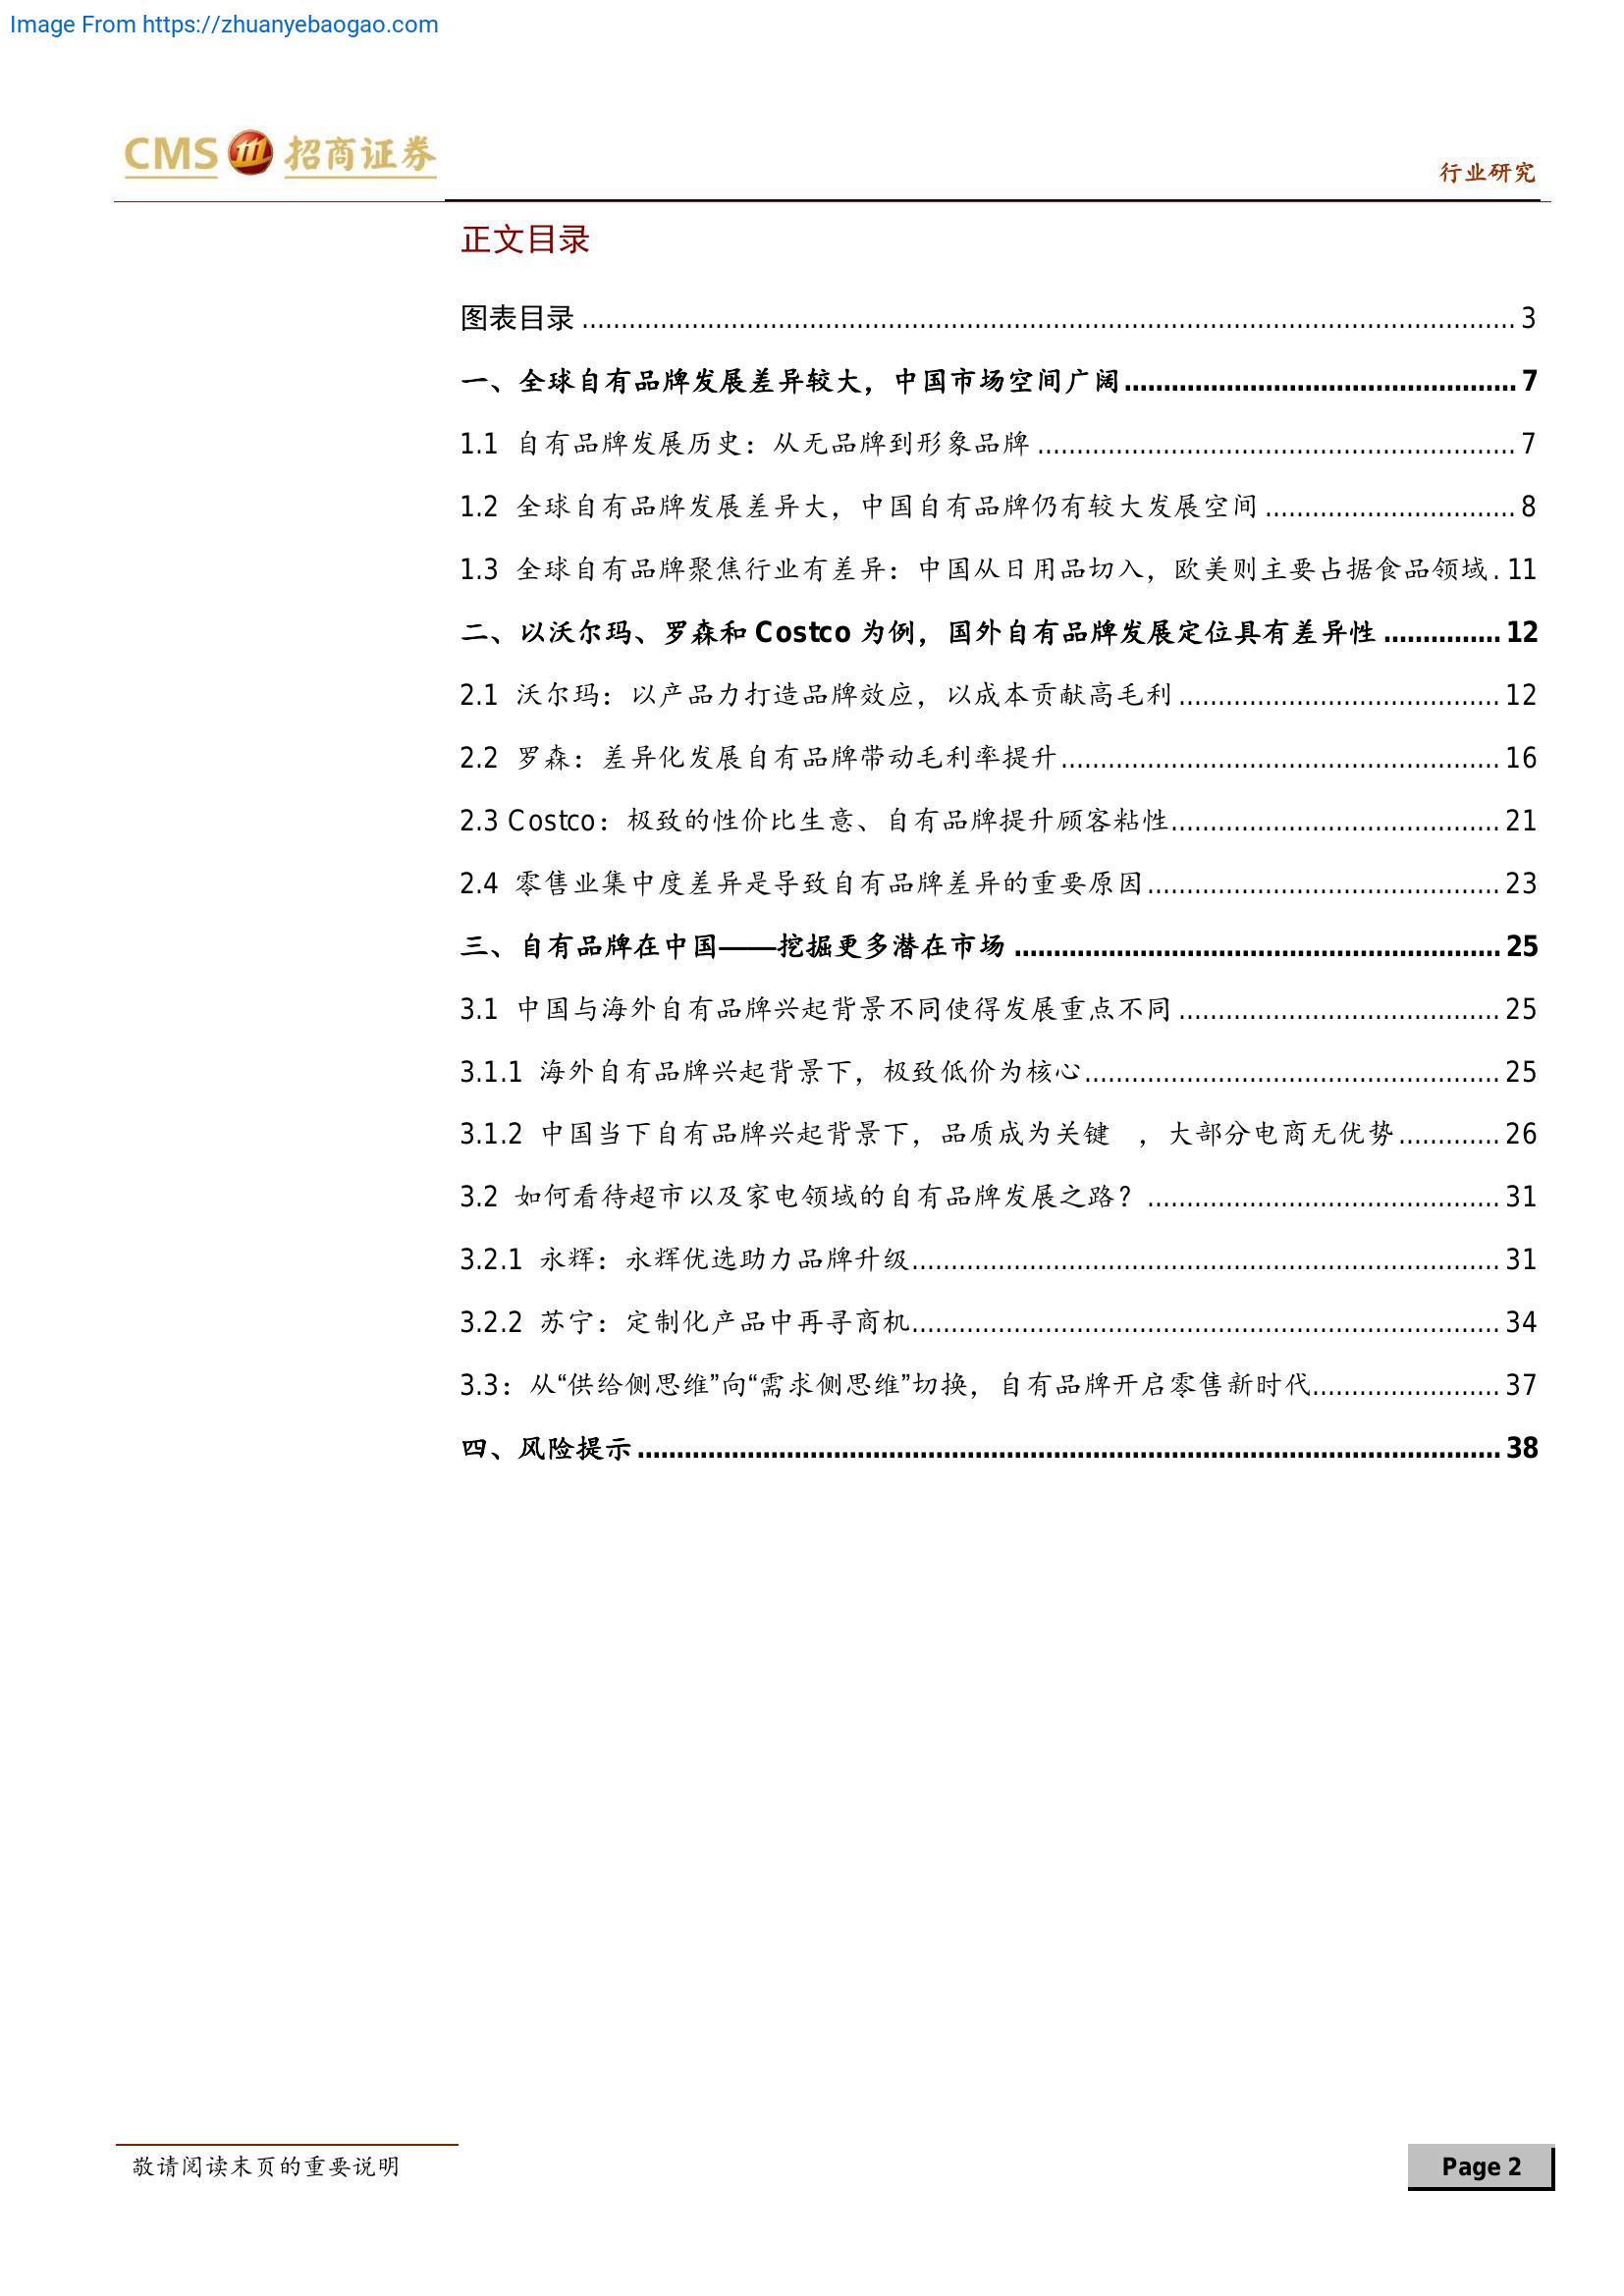 Image From https://zhuanyebaogao.com
CMS 招商证券
行业研究
正文目录
图表目录 ........................................................................................................................ 3
一、全球自有品牌发展差异较大，中国市场空间广阔.................................................. 7
1.1 自有品牌发展历史：从无品牌到形象品牌 ............................................................. 7
1.2 全球自有品牌发展差异大，中国自有品牌仍有较大发展空间 ................................ 8
1.3 全球自有品牌聚焦行业有差异：中国从日用品切入，欧美则主要占据食品领域 . 11
二、以沃尔玛、罗森和 Costco 为例，国外自有品牌发展定位具有差异性 ............... 12
2.1 沃尔玛：以产品力打造品牌效应，以成本贡献高毛利 ......................................... 12
2.2 罗森：差异化发展自有品牌带动毛利率提升........................................................ 16
2.3 Costco：极致的性价比生意、自有品牌提升顾客粘性.......................................... 21
2.4 零售业集中度差异是导致自有品牌差异的重要原因............................................. 23
三、自有品牌在中国——挖掘更多潜在市场 .............................................................. 25
3.1 中国与海外自有品牌兴起背景不同使得发展重点不同 ......................................... 25
3.1.1 海外自有品牌兴起背景下，极致低价为核心..................................................... 25
3.1.2 中国当下自有品牌兴起背景下，品质成为关键　，大部分电商无优势............. 26
3.2 如何看待超市以及家电领域的自有品牌发展之路？ ............................................. 31
3.2.1 永辉：永辉优选助力品牌升级........................................................................... 31
3.2.2 苏宁：定制化产品中再寻商机........................................................................... 34
3.3：从“供给侧思维”向“需求侧思维”切换，自有品牌开启零售新时代........................ 37
四、风险提示.............................................................................................................. 38
敬请阅读末页的重要说明
Page 2